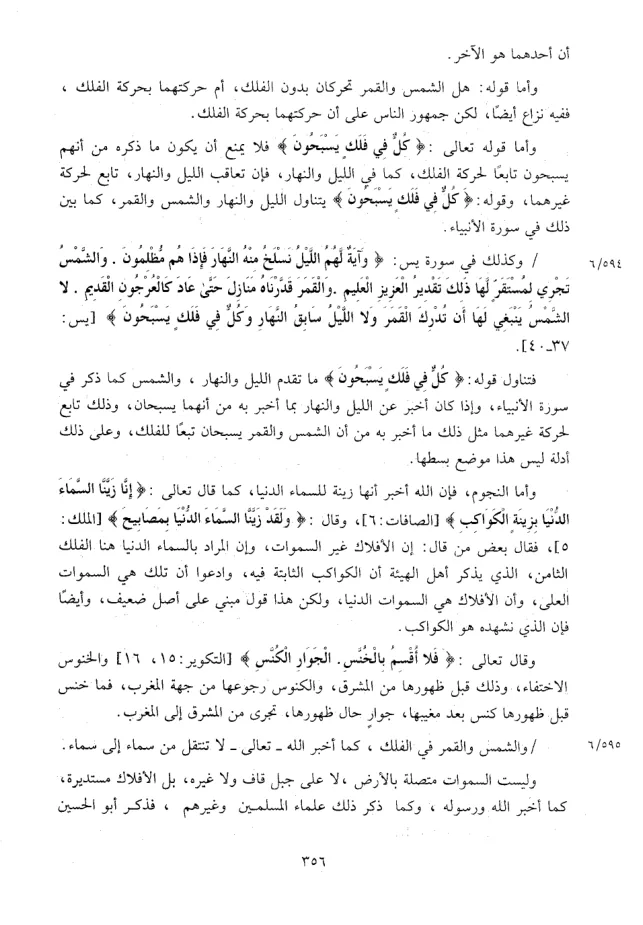 أن أحدهما هو الآخر.
وأما قوله: هل الشمس والقمر تحركان بدون الفلك، أم حركتهما بحركة الفلك ،
ففيه نزاع أيضًا، لكن جمهور الناس على أن حركتهما بحركة الفلك.
وأما قوله تعالى :﴿ كُلٌّ فِي فَلَكٍ يَسْبَحُونَ ﴾ فلا يمنع أن يكون ما ذكره من أنهم
يسبحون تابعًا لحركة الفلك، كما في الليل والنهار، فإن تعاقب الليل والنهار، تابع لحركة
غيرهما، وقوله:﴿ كُلٌّ فِي فَلَكٍ يَسْبَحُونَ ﴾ يتناول الليل والنهار والشمس والقمر، كما بين
ذلك في سورة الأنبياء.
٦/٥٩٤ / وكذلك في سورة يس: ﴿ وَآيَةٌ لَّهُمُ اللَّيْلُ نَسْلَخُ مِنْهُ النَّهَارَ فَإِذَا هُم مُّظْلِمُونَ . وَالشَّمْسُ
تَجْرِي لِمُسْتَقَرٍّ لَّهَا ذَلِكَ تَقْدِيرُ الْعَزِيزِ الْعَلِيمِ .وَالْقَمَرَ قَدَّرْنَاهُ مَنَازِلَ حَتَّىٰ عَادَ كَالْعُرْجُونِ الْقَدِيمِ . لا
الشَّمْسُ يَنْبَغِي لَهَا أَن تُدْرِكَ الْقَمَرَ وَلا اللَّيْلُ سَابِقُ النَّهَارِ وَكُلٌّ فِي فَلَكٍ يَسْبَحُونَ ﴾ [يس:
٣٧ـ٤٠].
فتناول قوله:﴿ كُلٌّ فِي فَلَكٍ يَسْبَحُونَ ﴾ ما تقدم الليل والنهار ، والشمس كما ذكر في
سورة الأنبياء، وإذا كان أخبر عن الليل والنهار بما أخبر به من أنهما يسبحان، وذلك تابع
لحركة غيرهما مثل ذلك ما أخبر به من أن الشمس والقمر يسبحان تبعًا للفلك، وعلى ذلك
أدلة ليس هذا موضع بسطها.
وأما النجوم، فإن الله أخبر أنها زينة للسماء الدنيا، كما قال تعالى :﴿ إِنَّا زَيَّنَّا السَّمَاءَ
الدُّنْيَا بِزِينَةٍ الْكَوَاكِبِ ﴾ [الصافات:٦]، وقال :﴿ وَلَقَدْ زَيَّنَّا السَّمَاءَ الدُّنْيَا بِمَصَابِيحَ ﴾ [الملك:
٥]، فقال بعض من قال: إن الأفلاك غير السموات، وإن المراد بالسماء الدنيا هنا الفلك
الثامن، الذي يذكر أهل الهيئة أن الكواكب الثابتة فيه، وادعوا أن تلك هي السموات
العلى، وأن الأفلاك هي السموات الدنيا، ولكن هذا قول مبني على أصل ضعيف، وأيضًا
فإن الذي نشهده هو الكواكب.
وقال تعالى :﴿ فَلا أُقْسِمُ بِالْخُنَّسِ. الْجَوَارِ الْكُنَّسِ ﴾ [التكوير:١٥، ١٦] والخنوس
الاختفاء، وذلك قبل ظهورها من المشرق، والكنوس رجوعها من جهة المغرب، فما خنس
قبل ظهورها كنس بعد مغيبها، جوارٍ حال ظهورها، تجرى من المشرق إلى المغرب.
٦/٥٩٥ / والشمس والقمر في الفلك ، كما أخبر الله ـ تعالى ـ لا تنتقل من سماء إلى سماء.
وليست السموات متصلة بالأرض ،لا على جبل قاف ولا غيره، بل الأفلاك مستديرة،
كما أخبر الله ورسوله ، وكما ذكر ذلك علماء المسلمين وغيرهم ، فذكر أبو الحسين
٣٥٦